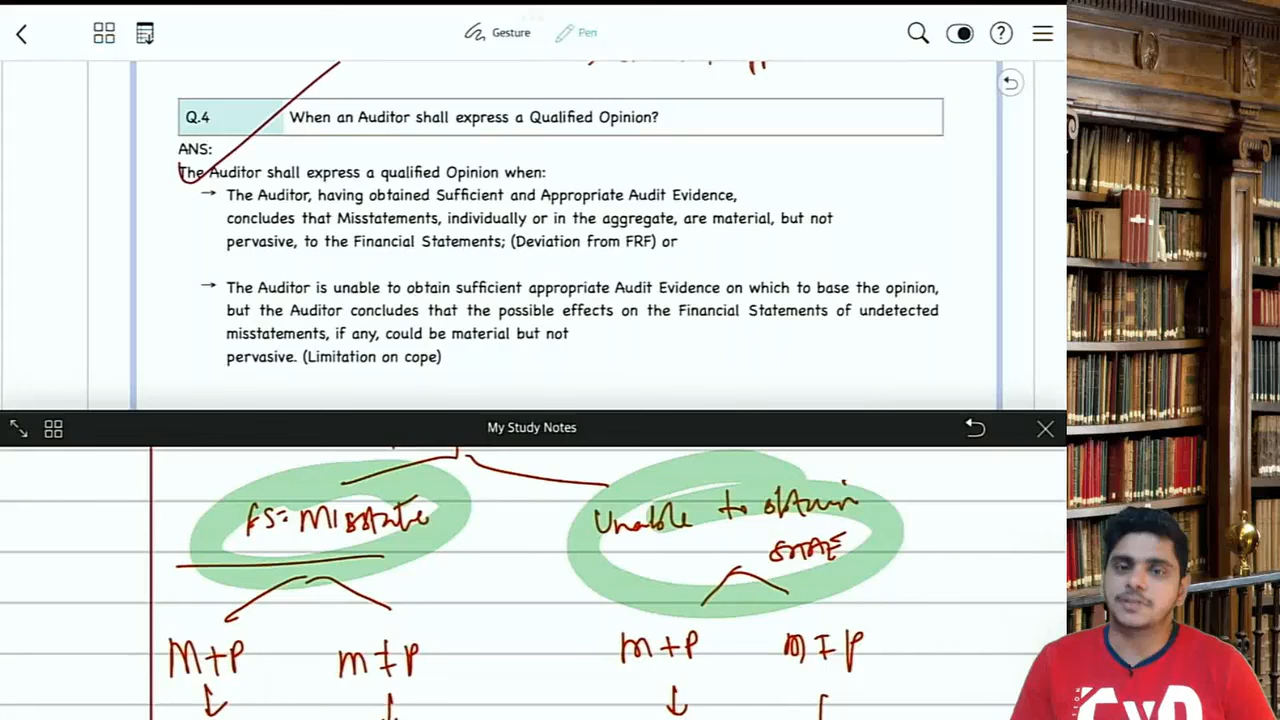 Gesture
Pen
Q.4 When an Auditor shall express a Qualified Opinion?
ANS:
The Auditor shall express a qualified Opinion when:
→ The Auditor, having obtained Sufficient and Appropriate Audit Evidence,
concludes that Misstatements, individually or in the aggregate, are material, but not
pervasive, to the Financial Statements; (Deviation from FRF) or
→ The Auditor is unable to obtain sufficient appropriate Audit Evidence on which to base the opinion,
but the Auditor concludes that the possible effects on the Financial Statements of undetected
misstatements, if any, could be material but not
pervasive. (Limitation on cope)
My Study Notes
FS=
Unable to obtain
SAAE
M+P
M≠P
M+P
M≠P